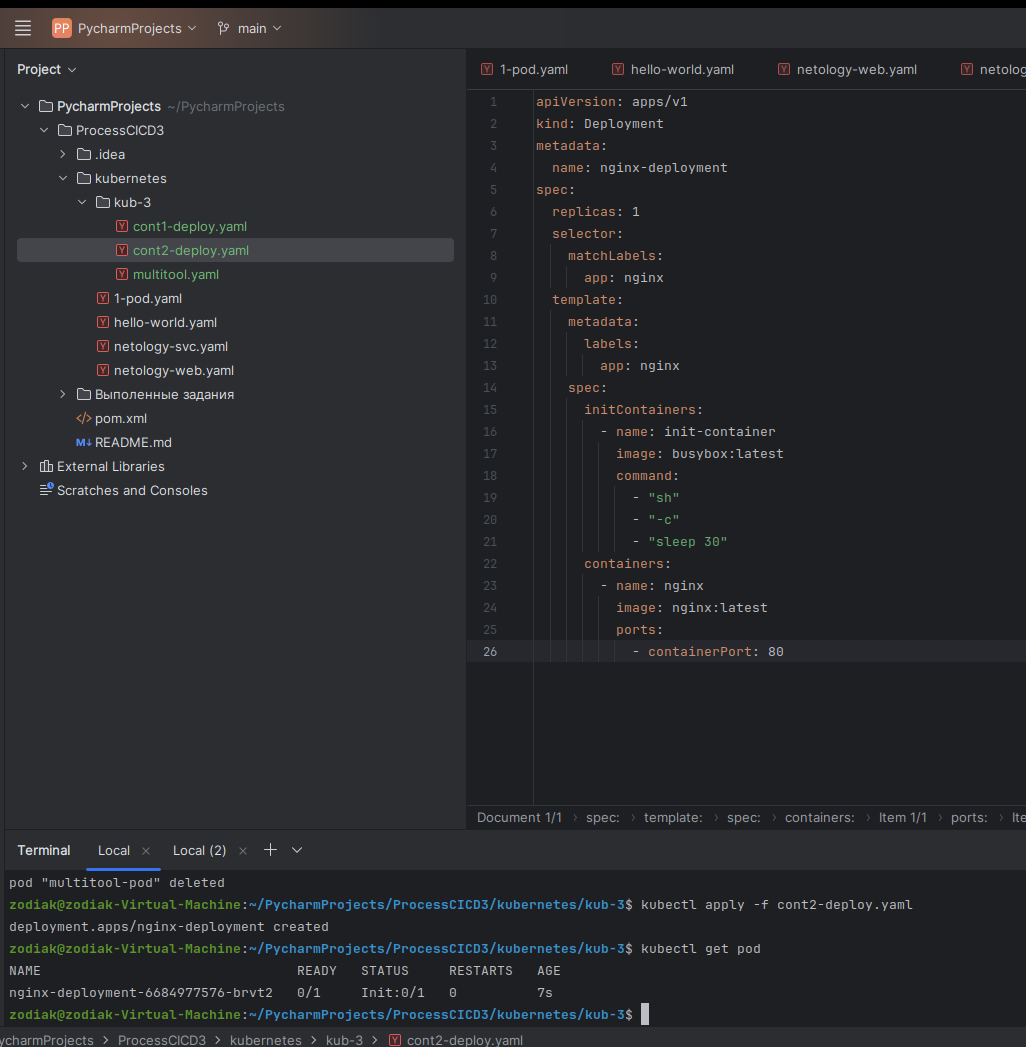 PP PycharmProjects main
Project
PycharmProjects ~/PycharmProjects
ProcessCICD3
.idea
kubernetes
kub-3
cont1-deploy.yaml
cont2-deploy.yaml
multitool.yaml
1-pod.yaml
hello-world.yaml
netology-svc.yaml
netology-web.yaml
Выполенные задания
pom.xml
README.md
External Libraries
Scratches and Consoles
1-pod.yaml hello-world.yaml netology-web.yaml netolog
1 apiVersion: apps/v1
2 kind: Deployment
3 metadata:
4   name: nginx-deployment
5 spec:
6   replicas: 1
7   selector:
8     matchLabels:
9       app: nginx
10   template:
11     metadata:
12       labels:
13         app: nginx
14     spec:
15       initContainers:
16         - name: init-container
17           image: busybox:latest
18           command:
19             - "sh"
20             - "-c"
21             - "sleep 30"
22       containers:
23         - name: nginx
24           image: nginx:latest
25           ports:
26             - containerPort: 80
Document 1/1 › spec: › template: › spec: › containers: › Item 1/1 › ports: › Ite
Terminal Local × Local (2) × +
pod "multitool-pod" deleted
zodiak@zodiak-Virtual-Machine:~/PycharmProjects/ProcessCICD3/kubernetes/kub-3$ kubectl apply -f cont2-deploy.yaml
deployment.apps/nginx-deployment created
zodiak@zodiak-Virtual-Machine:~/PycharmProjects/ProcessCICD3/kubernetes/kub-3$ kubectl get pod
NAME READY STATUS RESTARTS AGE
nginx-deployment-6684977576-brvt2 0/1 Init:0/1 0 7s
zodiak@zodiak-Virtual-Machine:~/PycharmProjects/ProcessCICD3/kubernetes/kub-3$
ycharmProjects › ProcessCICD3 › kubernetes › kub-3 › cont2-deploy.yaml